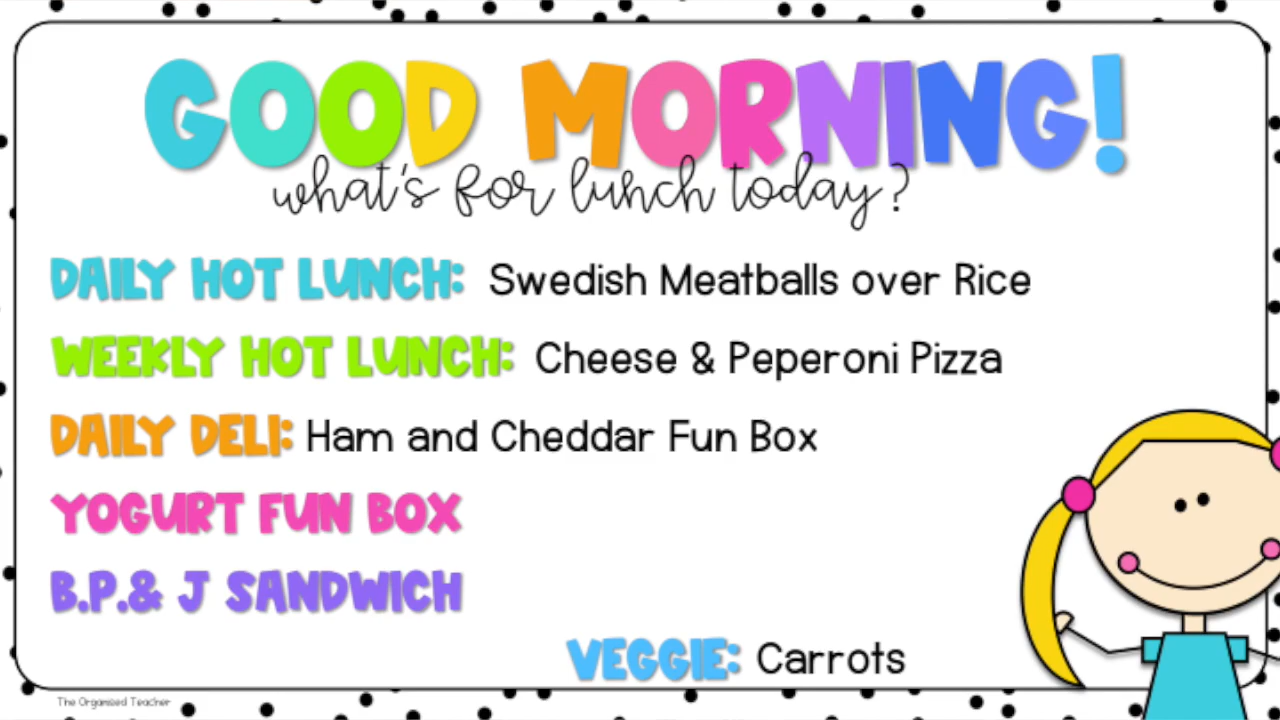 GOOD MORNING!
what's for lunch today?
DAILY HOT LUNCH: Swedish Meatballs over Rice
WEEKLY HOT LUNCH: Cheese & Peperoni Pizza
DAILY DELI: Ham and Cheddar Fun Box
YOGURT FUN BOX
B.P.& J SANDWICH
VEGGIE: Carrots
The Organised Teacher